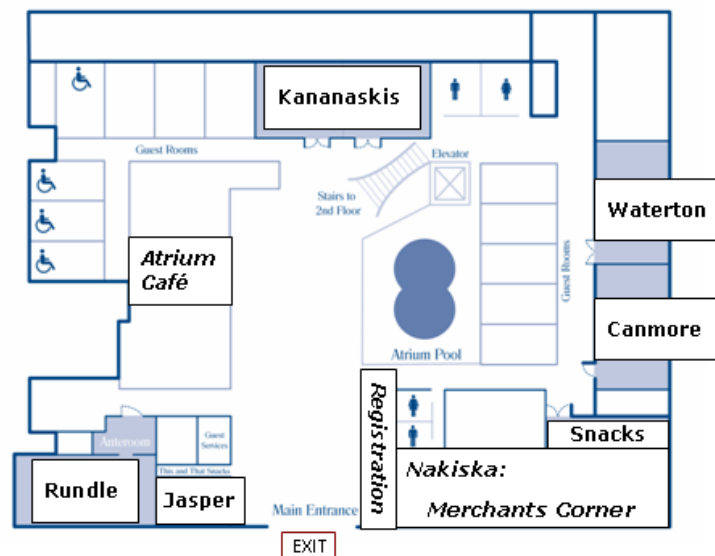 Kananaskis
Guest Rooms
Elevator
Stairs to
2nd Floor
Waterton
Atrium
Café
Guest Rooms
Canmore
Atrium Pool
Registration
Anteroom
Guest
Services
Snacks
This and That Snacks
Rundle
Jasper
Nakiska:
Merchants Corner
Main Entrance
EXIT